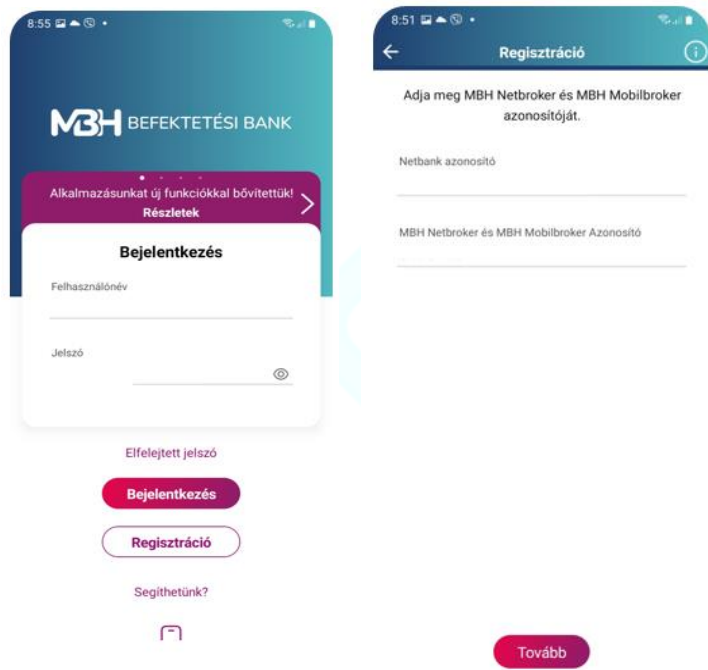 8:55
MBH BEFEKTETÉSI BANK
Alkalmazásunkat új funkciókkal bővítettük!
Részletek
Bejelentkezés
Felhasználónév
Jelszó
Elfelejtett jelszó
Bejelentkezés
Regisztráció
Segíthetünk?
8:51
Regisztráció
Adja meg MBH Netbroker és MBH Mobilbroker
azonosítóját.
Netbank azonosító
MBH Netbroker és MBH Mobilbroker Azonosító
Tovább